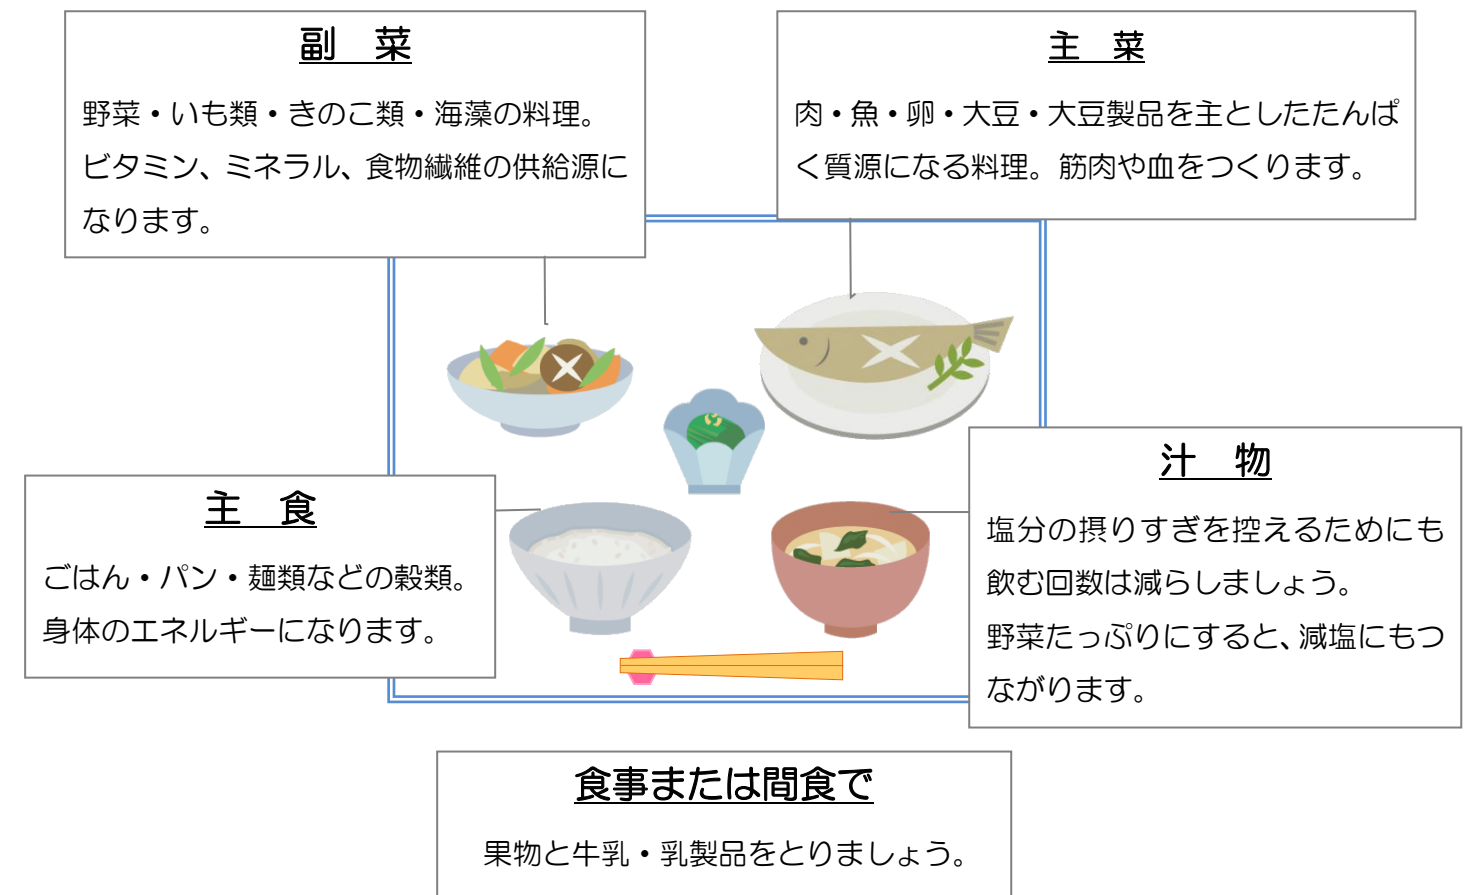 副　菜
野菜・いも類・きのこ類・海藻の料理。
ビタミン、ミネラル、食物繊維の供給源に
なります。
主　菜
肉・魚・卵・大豆・大豆製品を主としたたんぱ
く質源になる料理。筋肉や血をつくります。
主　食
ごはん・パン・麺類などの穀類。
身体のエネルギーになります。
汁　物
塩分の摂りすぎを控えるためにも
飲む回数は減らしましょう。
野菜たっぷりにすると、減塩にもつ
ながります。
食事または間食で
果物と牛乳・乳製品をとりましょう。